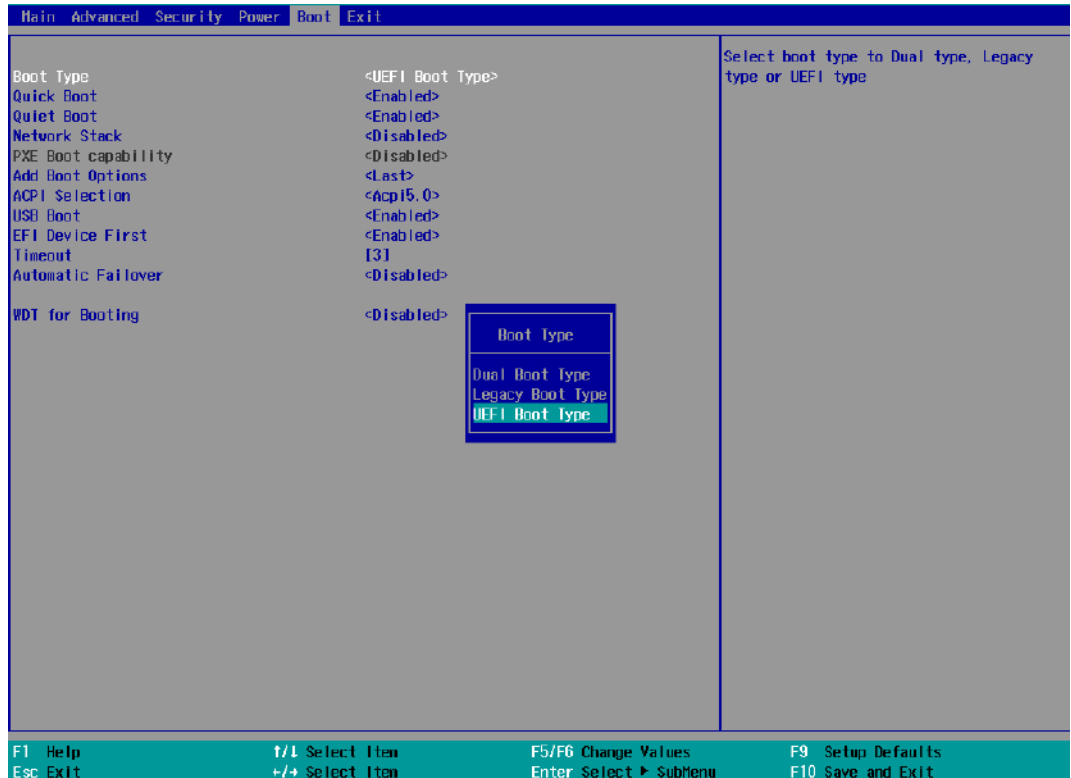 Main Advanced Security Power Boot Exit
Select boot type to Dual type, Legacy
type or UEFI type
Boot Type <UEFI Boot Type>
Quick Boot <Enabled>
Quiet Boot <Enabled>
Network Stack <Disabled>
PXE Boot capability <Disabled>
Add Boot Options <Last>
ACPI Selection <Acpi5.0>
USB Boot <Enabled>
EFI Device First <Enabled>
Timeout [3]
Automatic Failover <Disabled>
WDT for Booting <Disabled>
Boot Type
Dual Boot Type
Legacy Boot Type
UEFI Boot Type
F1 Help ↑/↓ Select Item F5/F6 Change Values F9 Setup Defaults
Esc Exit ←/→ Select Item Enter Select ▶ SubMenu F10 Save and Exit